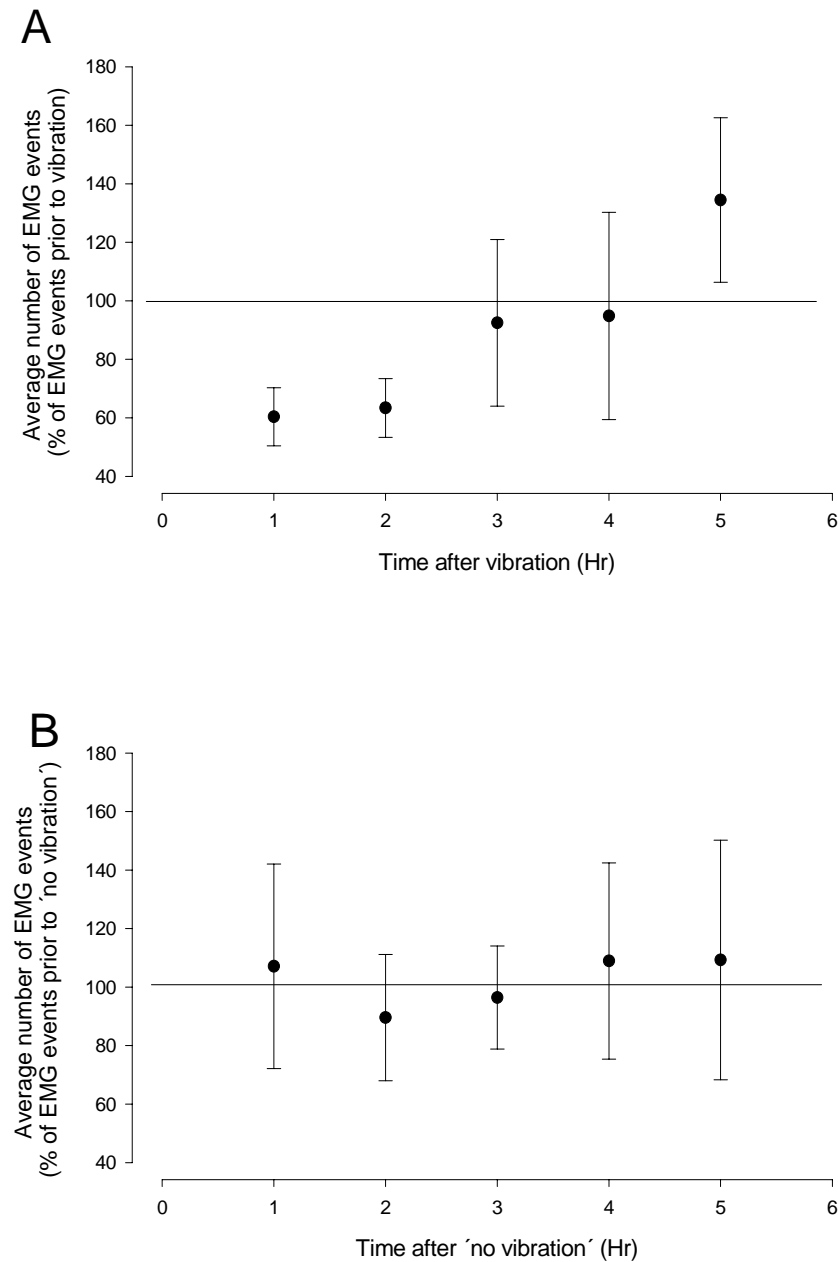 A
Average number of EMG events
(% of EMG events prior to vibration)
180
160
140
120
100
80
60
40
0 1 2 3 4 5 6
Time after vibration (Hr)
B
Average number of EMG events
(% of EMG events prior to ´no vibration´)
180
160
140
120
100
80
60
40
0 1 2 3 4 5 6
Time after ´no vibration´ (Hr)